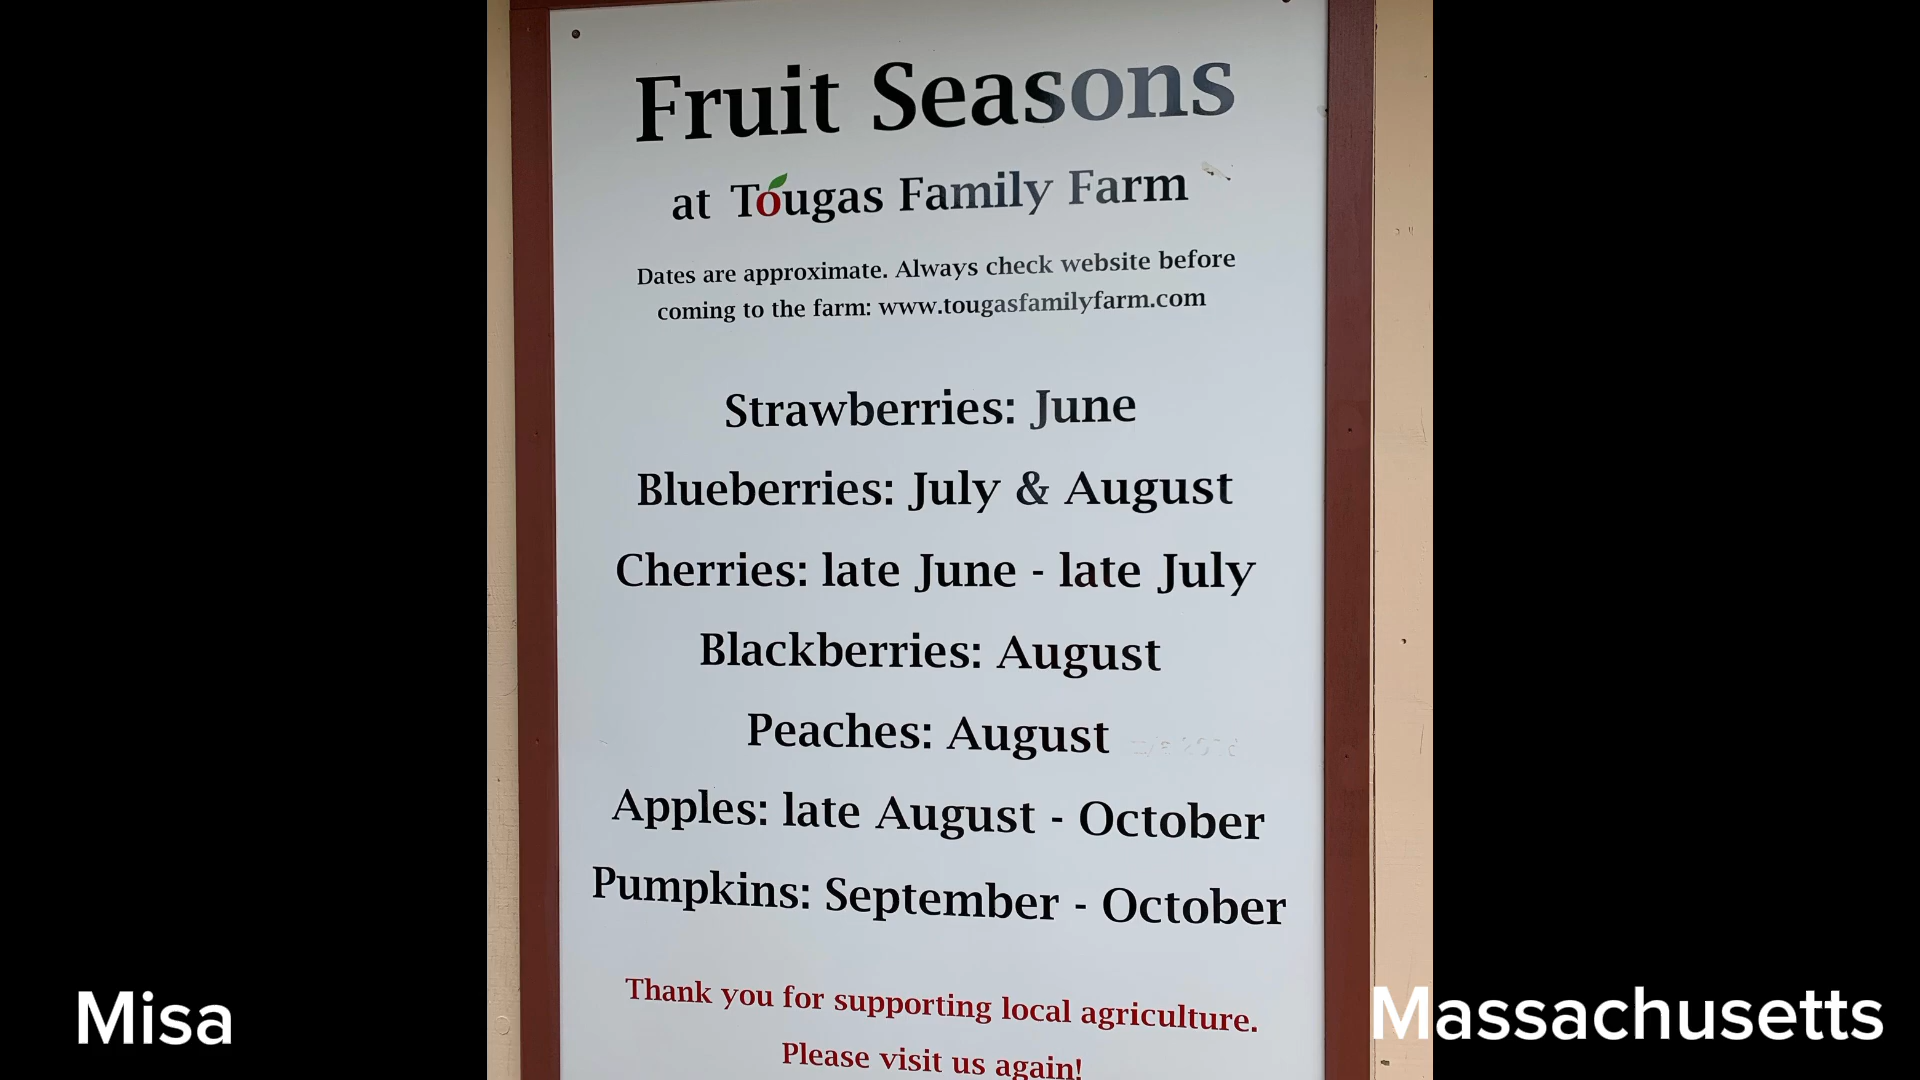 Fruit Seasons
at Tougas Family Farm
Dates are approximate. Always check website before
coming to the farm: www.tougasfamilyfarm.com
Strawberries: June
Blueberries: July & August
Cherries: late June - late July
Blackberries: August
Peaches: August
Apples: late August - October
Pumpkins: September - October
Thank you for supporting local agriculture.
Please visit us again!
Misa
Massachusetts